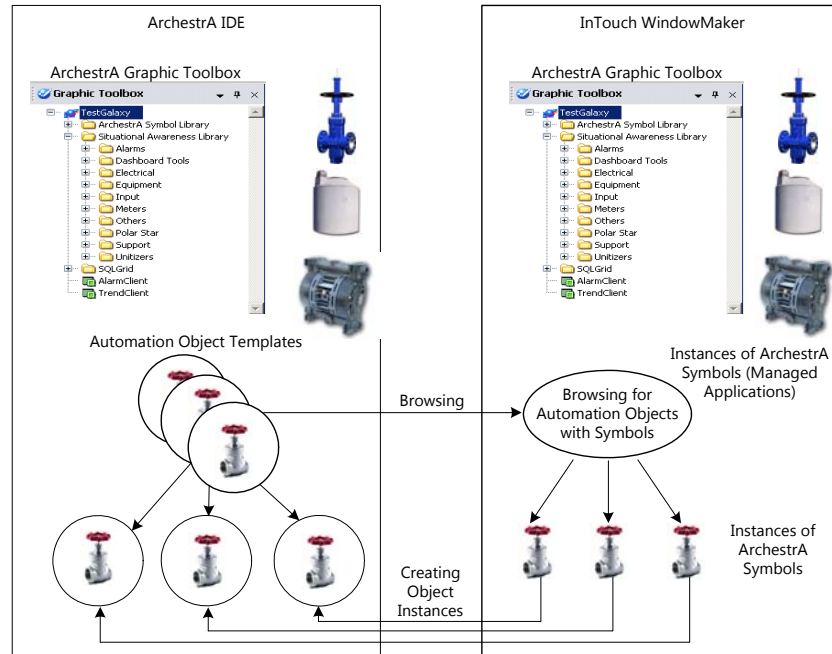 ArchestrA IDE
ArchestrA Graphic Toolbox
Graphic Toolbox
TestGalaxy
ArchestrA Symbol Library
Situational Awareness Library
Alarms
Dashboard Tools
Electrical
Equipment
Input
Meters
Others
Polar Star
Support
Unitizers
SQLGrid
AlarmClient
TrendClient
Automation Object Templates
Browsing
Creating
Object
Instances
InTouch WindowMaker
ArchestrA Graphic Toolbox
Graphic Toolbox
TestGalaxy
ArchestrA Symbol Library
Situational Awareness Library
Alarms
Dashboard Tools
Electrical
Equipment
Input
Meters
Others
Polar Star
Support
Unitizers
SQLGrid
AlarmClient
TrendClient
Instances of ArchestrA
Symbols (Managed
Applications)
Browsing for
Automation Objects
with Symbols
Instances of
ArchestrA
Symbols